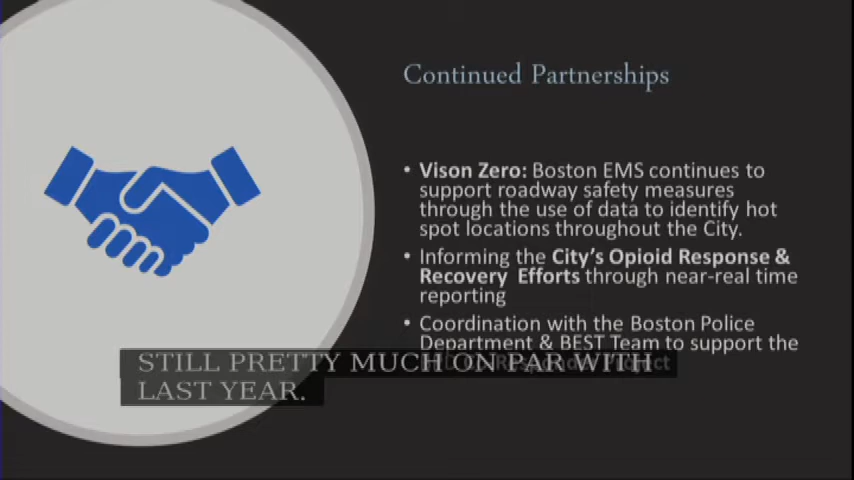 Continued Partnerships
• Vison Zero: Boston EMS continues to
support roadway safety measures
through the use of data to identify hot
spot locations throughout the City.
• Informing the City's Opioid Response &
Recovery Efforts through near-real time
reporting
• Coordination with the Boston Police
Department & BEST Team to support the
STILL PRETTY MUCH ON PAR WITH
LAST YEAR.